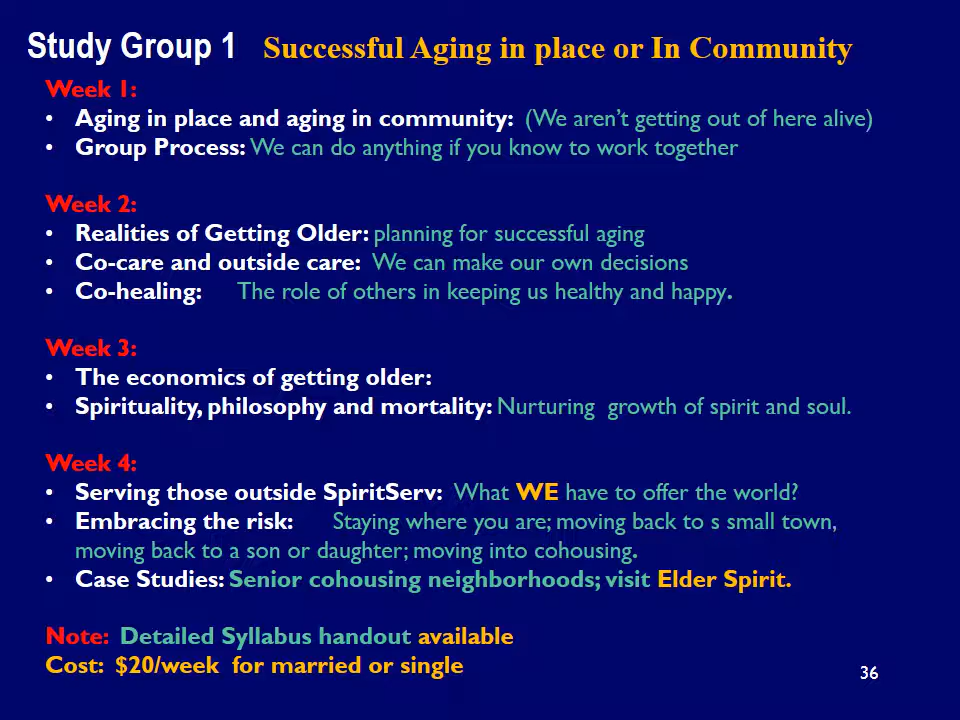 Study Group 1 Successful Aging in place or In Community
Week 1:
• Aging in place and aging in community: (We aren't getting out of here alive)
• Group Process: We can do anything if you know to work together
Week 2:
• Realities of Getting Older: planning for successful aging
• Co-care and outside care: We can make our own decisions
• Co-healing: The role of others in keeping us healthy and happy.
Week 3:
• The economics of getting older:
• Spirituality, philosophy and mortality: Nurturing growth of spirit and soul.
Week 4:
• Serving those outside SpiritServ: What WE have to offer the world?
• Embracing the risk: Staying where you are; moving back to s small town,
moving back to a son or daughter; moving into cohousing.
• Case Studies: Senior cohousing neighborhoods; visit Elder Spirit.
Note: Detailed Syllabus handout available
Cost: $20/week for married or single
36